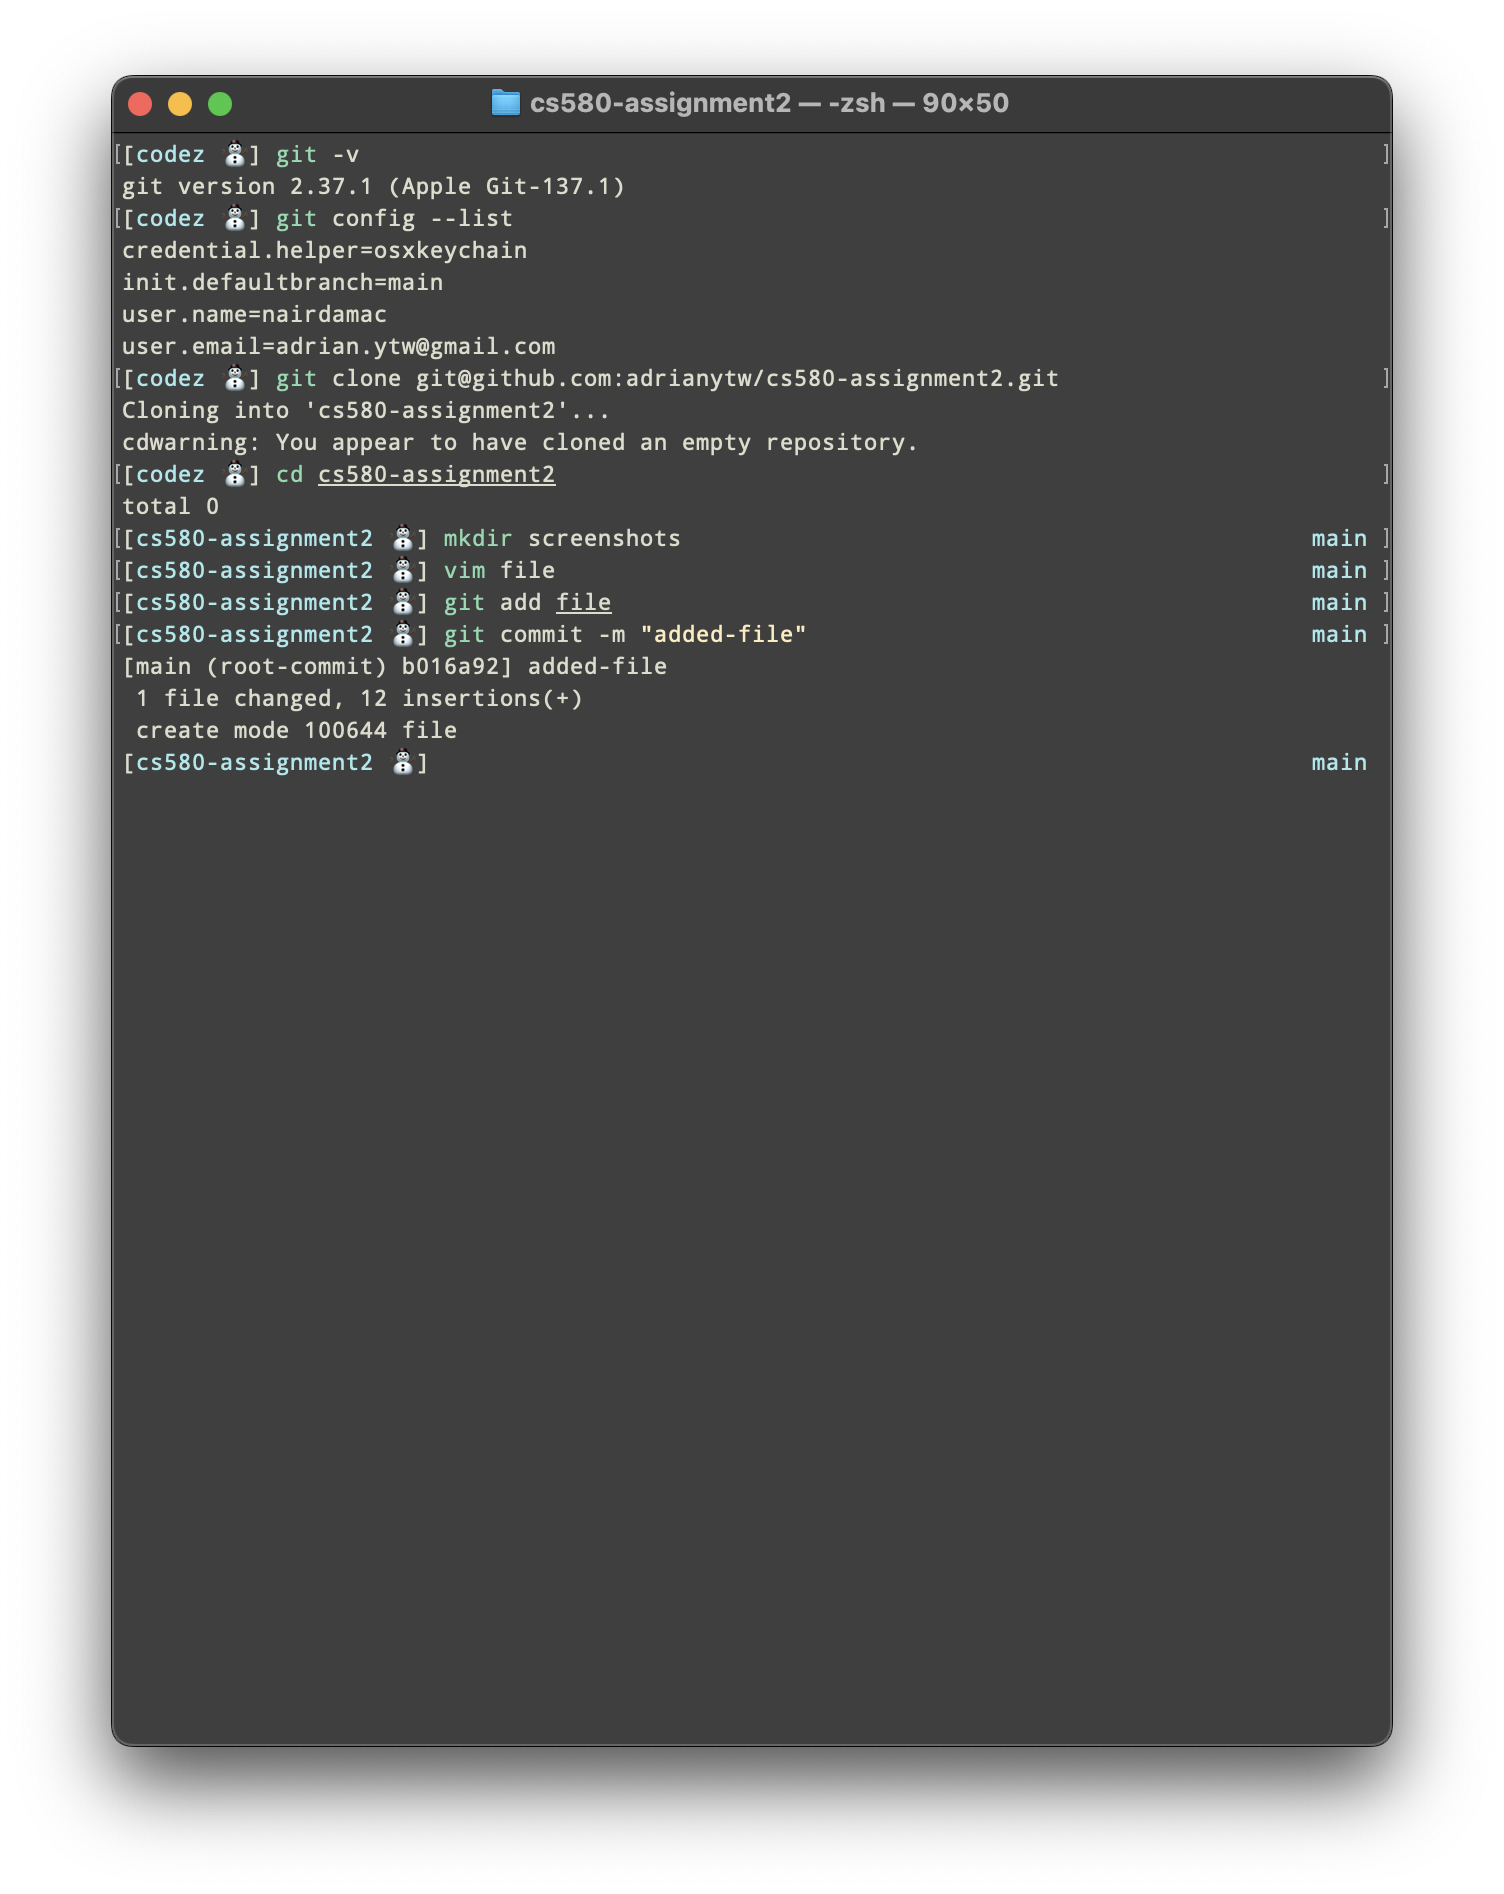 cs580-assignment2 — -zsh — 90×50
[[codez ☃️] git -v ]
git version 2.37.1 (Apple Git-137.1)
[[codez ☃️] git config --list ]
credential.helper=osxkeychain
init.defaultbranch=main
user.name=nairdamac
user.email=adrian.ytw@gmail.com
[[codez ☃️] git clone git@github.com:adrianytw/cs580-assignment2.git ]
Cloning into 'cs580-assignment2'...
cdwarning: You appear to have cloned an empty repository.
[[codez ☃️] cd cs580-assignment2 ]
total 0
[[cs580-assignment2 ☃️] mkdir screenshots main ]
[[cs580-assignment2 ☃️] vim file main ]
[[cs580-assignment2 ☃️] git add file main ]
[[cs580-assignment2 ☃️] git commit -m "added-file" main ]
[main (root-commit) b016a92] added-file
 1 file changed, 12 insertions(+)
 create mode 100644 file
[cs580-assignment2 ☃️] main